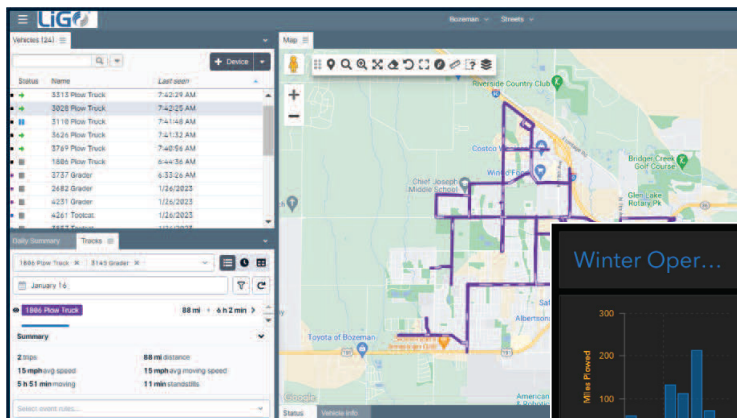 LiGO
Bozeman Streets
Vehicles (24)
Map
+ Device
Status Name Last seen
3313 Plow Truck 7:42:29 AM
3028 Plow Truck 7:42:25 AM
3110 Plow Truck 7:41:48 AM
3626 Plow Truck 7:41:32 AM
3769 Plow Truck 7:40:56 AM
1886 Plow Truck 6:44:36 AM
3737 Grader 6:33:26 AM
2682 Grader 1/26/2023
4231 Grader 1/26/2023
4261 Toolcat 1/26/2023
Daily Summary Tracks
1886 Plow Truck × 3143 Grader ×
January 16
1886 Plow Truck 88 mi • 6 h 2 min >
Summary
2 trips 88 mi distance
15 mph avg speed 15 mph avg moving speed
5 h 51 min moving 11 min standstills
Select event rules...
+
−
Riverside Country Club
Frontage Rd
Costco
WinCo Foods
Bridger Creek
Golf Course
Chief Joseph
Middle School
Glen Lake
Rotary Pk
Albertsons
Toyota of Bozeman
American
Google
Status Vehicle Info
Winter Oper...
Miles Plowed
300
200
100